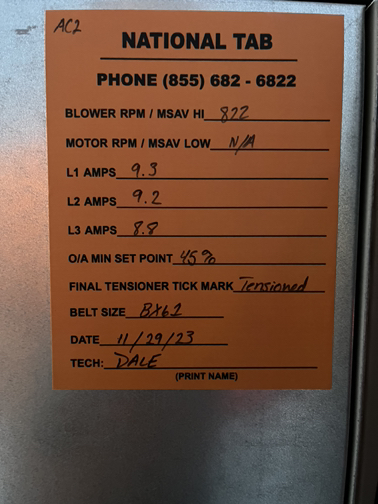 AC2
NATIONAL TAB
PHONE (855) 682 - 6822
BLOWER RPM / MSAV HI 822
MOTOR RPM / MSAV LOW N/A
L1 AMPS 9.3
L2 AMPS 9.2
L3 AMPS 8.8
O/A MIN SET POINT 45%
FINAL TENSIONER TICK MARK Tensioned
BELT SIZE BX61
DATE 11/29/23
TECH: DALE
(PRINT NAME)